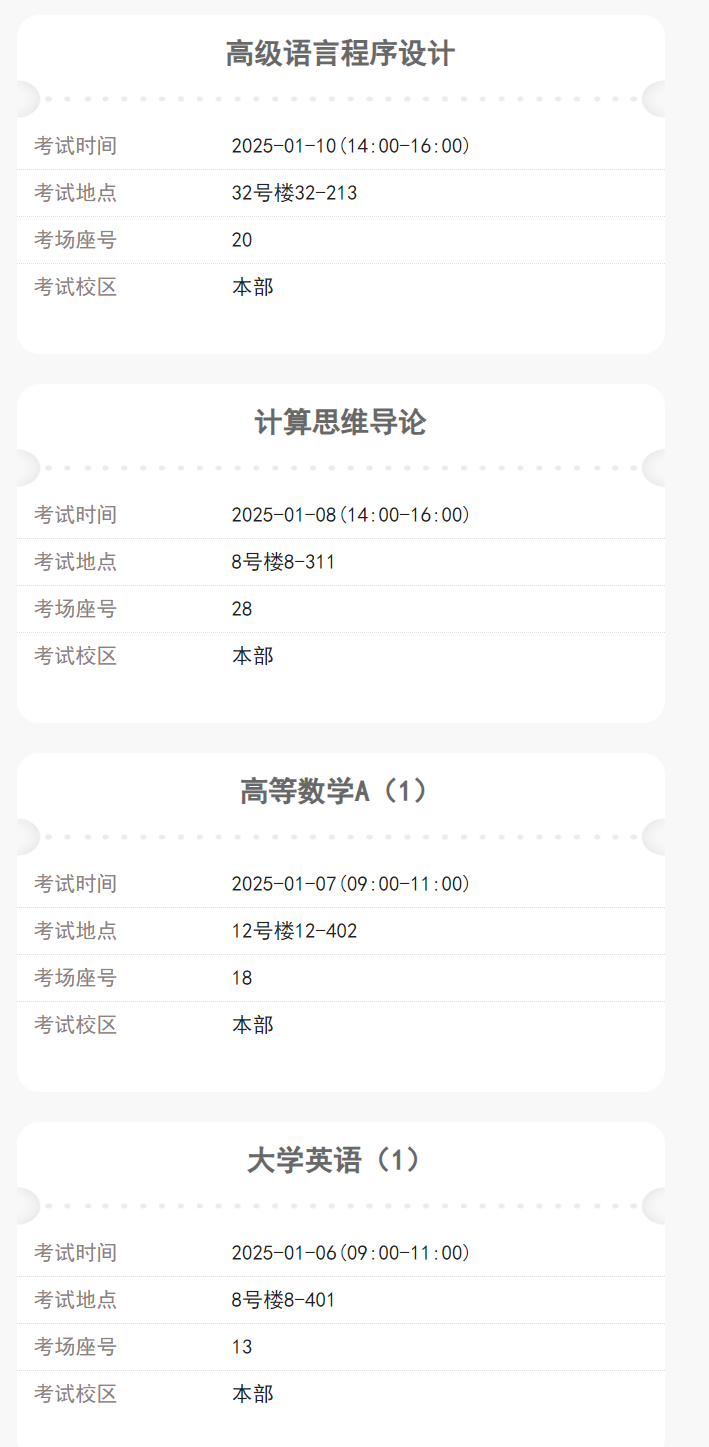 高级语言程序设计
考试时间 2025-01-10(14:00-16:00)
考试地点 32号楼32-213
考场座号 20
考试校区 本部
计算思维导论
考试时间 2025-01-08(14:00-16:00)
考试地点 8号楼8-311
考场座号 28
考试校区 本部
高等数学A（1）
考试时间 2025-01-07(09:00-11:00)
考试地点 12号楼12-402
考场座号 18
考试校区 本部
大学英语（1）
考试时间 2025-01-06(09:00-11:00)
考试地点 8号楼8-401
考场座号 13
考试校区 本部